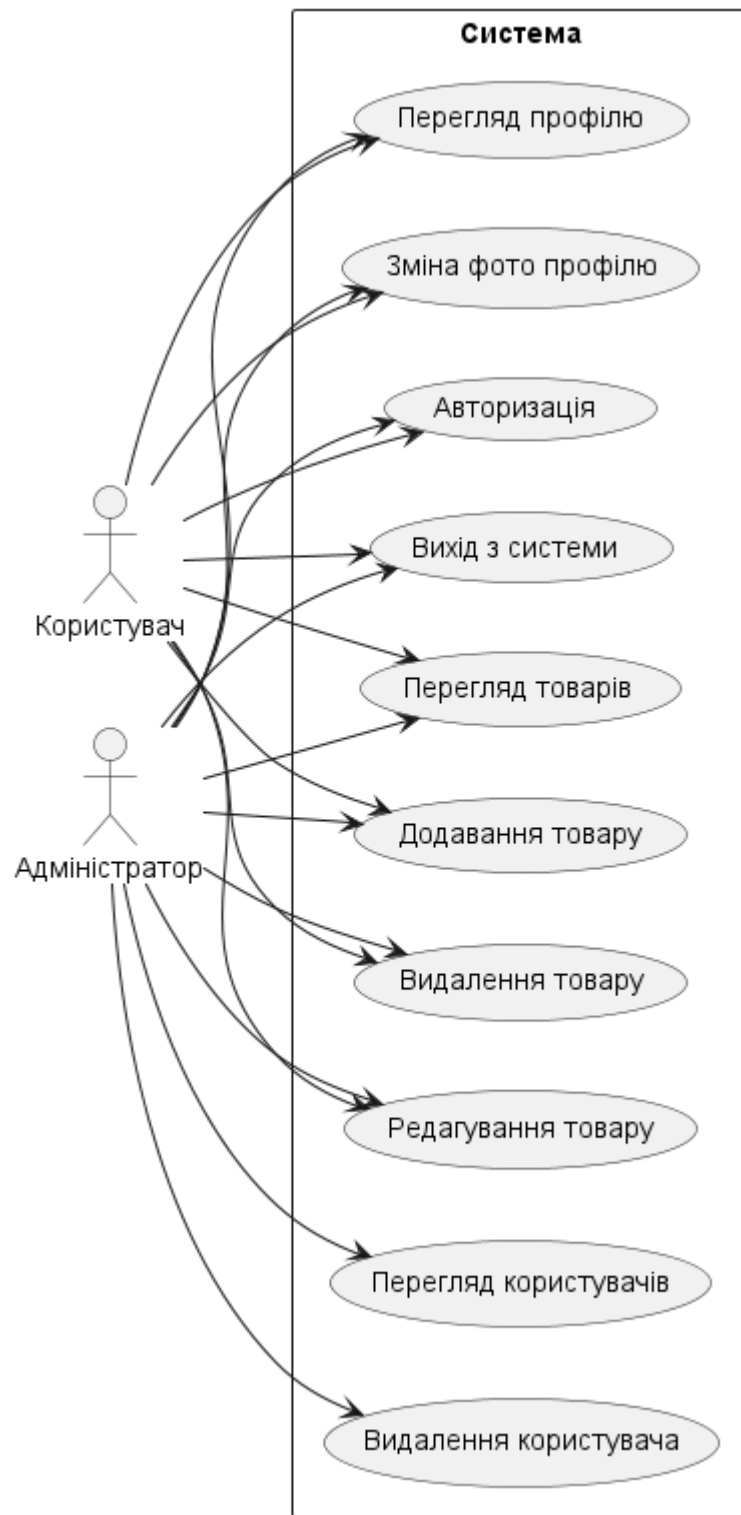 Система
Перегляд профілю
Зміна фото профілю
Авторизація
Вихід з системи
Користувач
Перегляд товарів
Додавання товару
Адміністратор
Видалення товару
Редагування товару
Перегляд користувачів
Видалення користувача